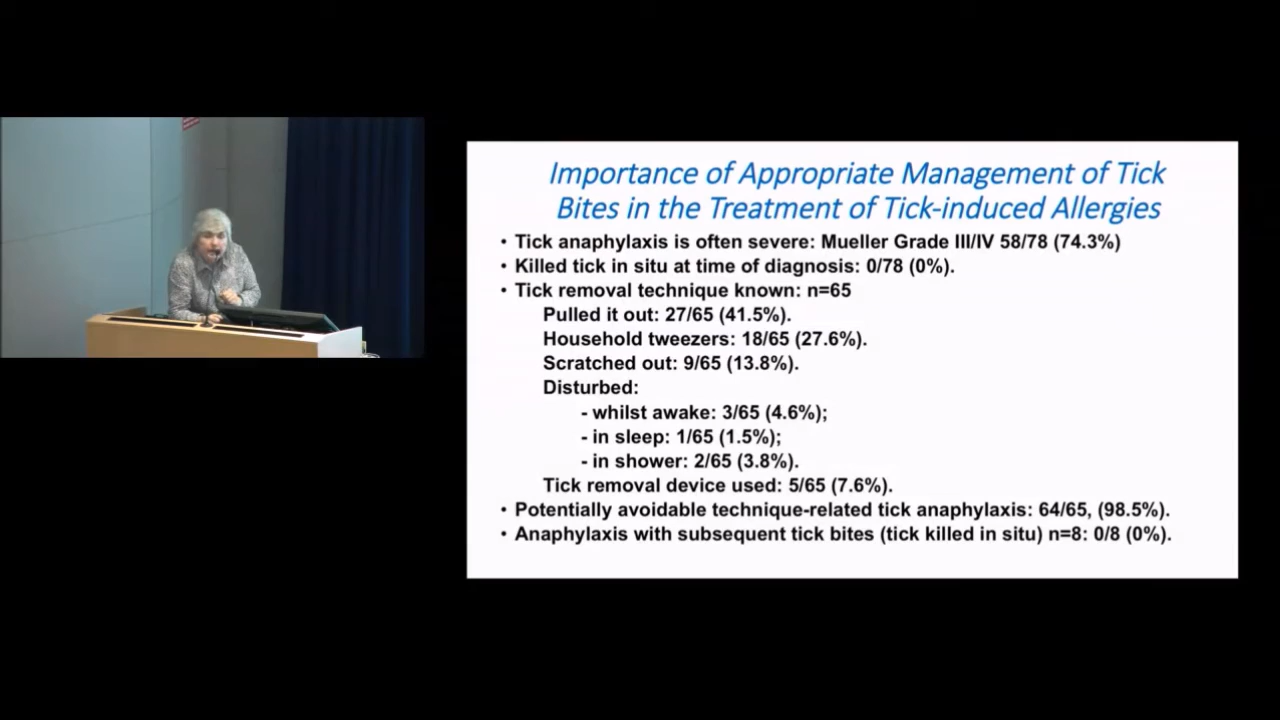 Importance of Appropriate Management of Tick
Bites in the Treatment of Tick-induced Allergies
• Tick anaphylaxis is often severe: Mueller Grade III/IV 58/78 (74.3%)
• Killed tick in situ at time of diagnosis: 0/78 (0%).
• Tick removal technique known: n=65
Pulled it out: 27/65 (41.5%).
Household tweezers: 18/65 (27.6%).
Scratched out: 9/65 (13.8%).
Disturbed:
- whilst awake: 3/65 (4.6%);
- in sleep: 1/65 (1.5%);
- in shower: 2/65 (3.8%).
Tick removal device used: 5/65 (7.6%).
• Potentially avoidable technique-related tick anaphylaxis: 64/65, (98.5%).
• Anaphylaxis with subsequent tick bites (tick killed in situ) n=8: 0/8 (0%).